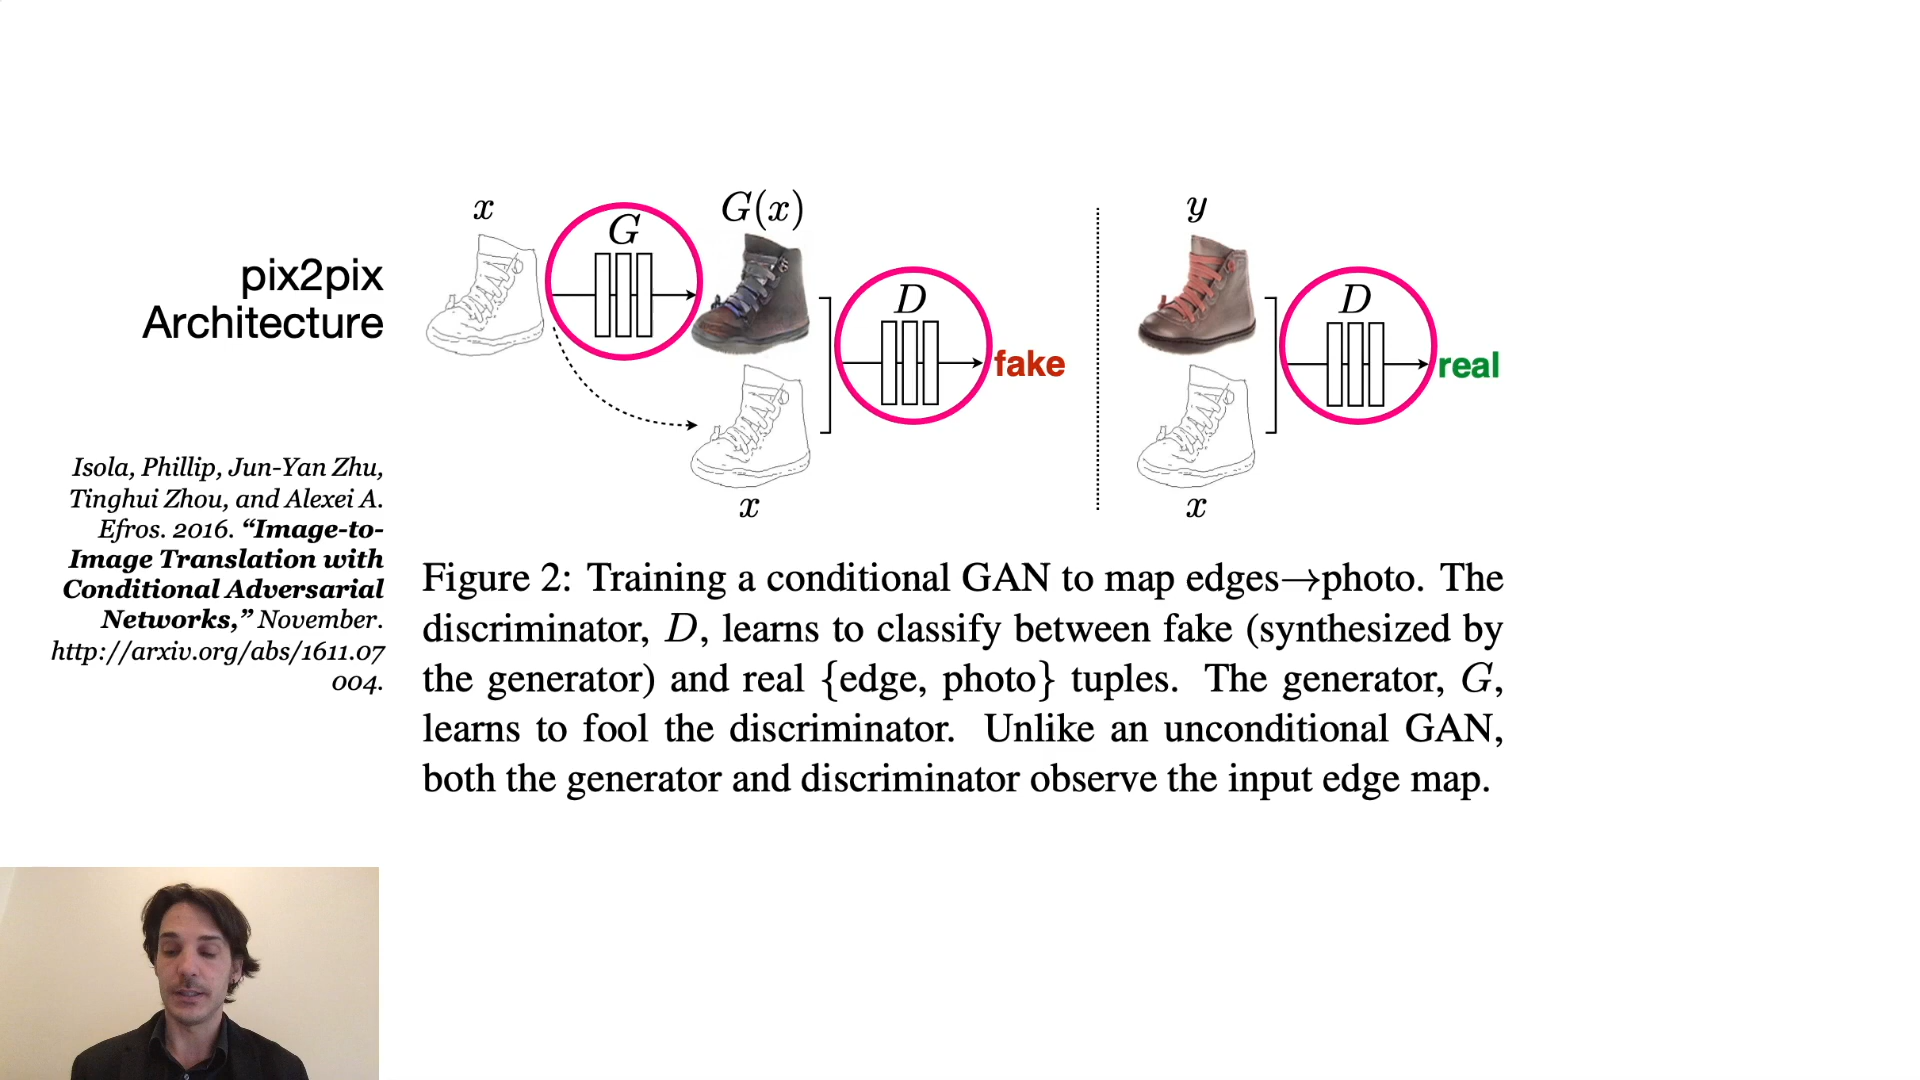 pix2pix
Architecture
Isola, Phillip, Jun-Yan Zhu,
Tinghui Zhou, and Alexei A.
Efros. 2016. “Image-to-
Image Translation with
Conditional Adversarial
Networks,” November.
http://arxiv.org/abs/1611.07
004.
x
G
G(x)
D
fake
x
y
D
real
x
Figure 2: Training a conditional GAN to map edges→photo. The
discriminator, D, learns to classify between fake (synthesized by
the generator) and real {edge, photo} tuples. The generator, G,
learns to fool the discriminator. Unlike an unconditional GAN,
both the generator and discriminator observe the input edge map.